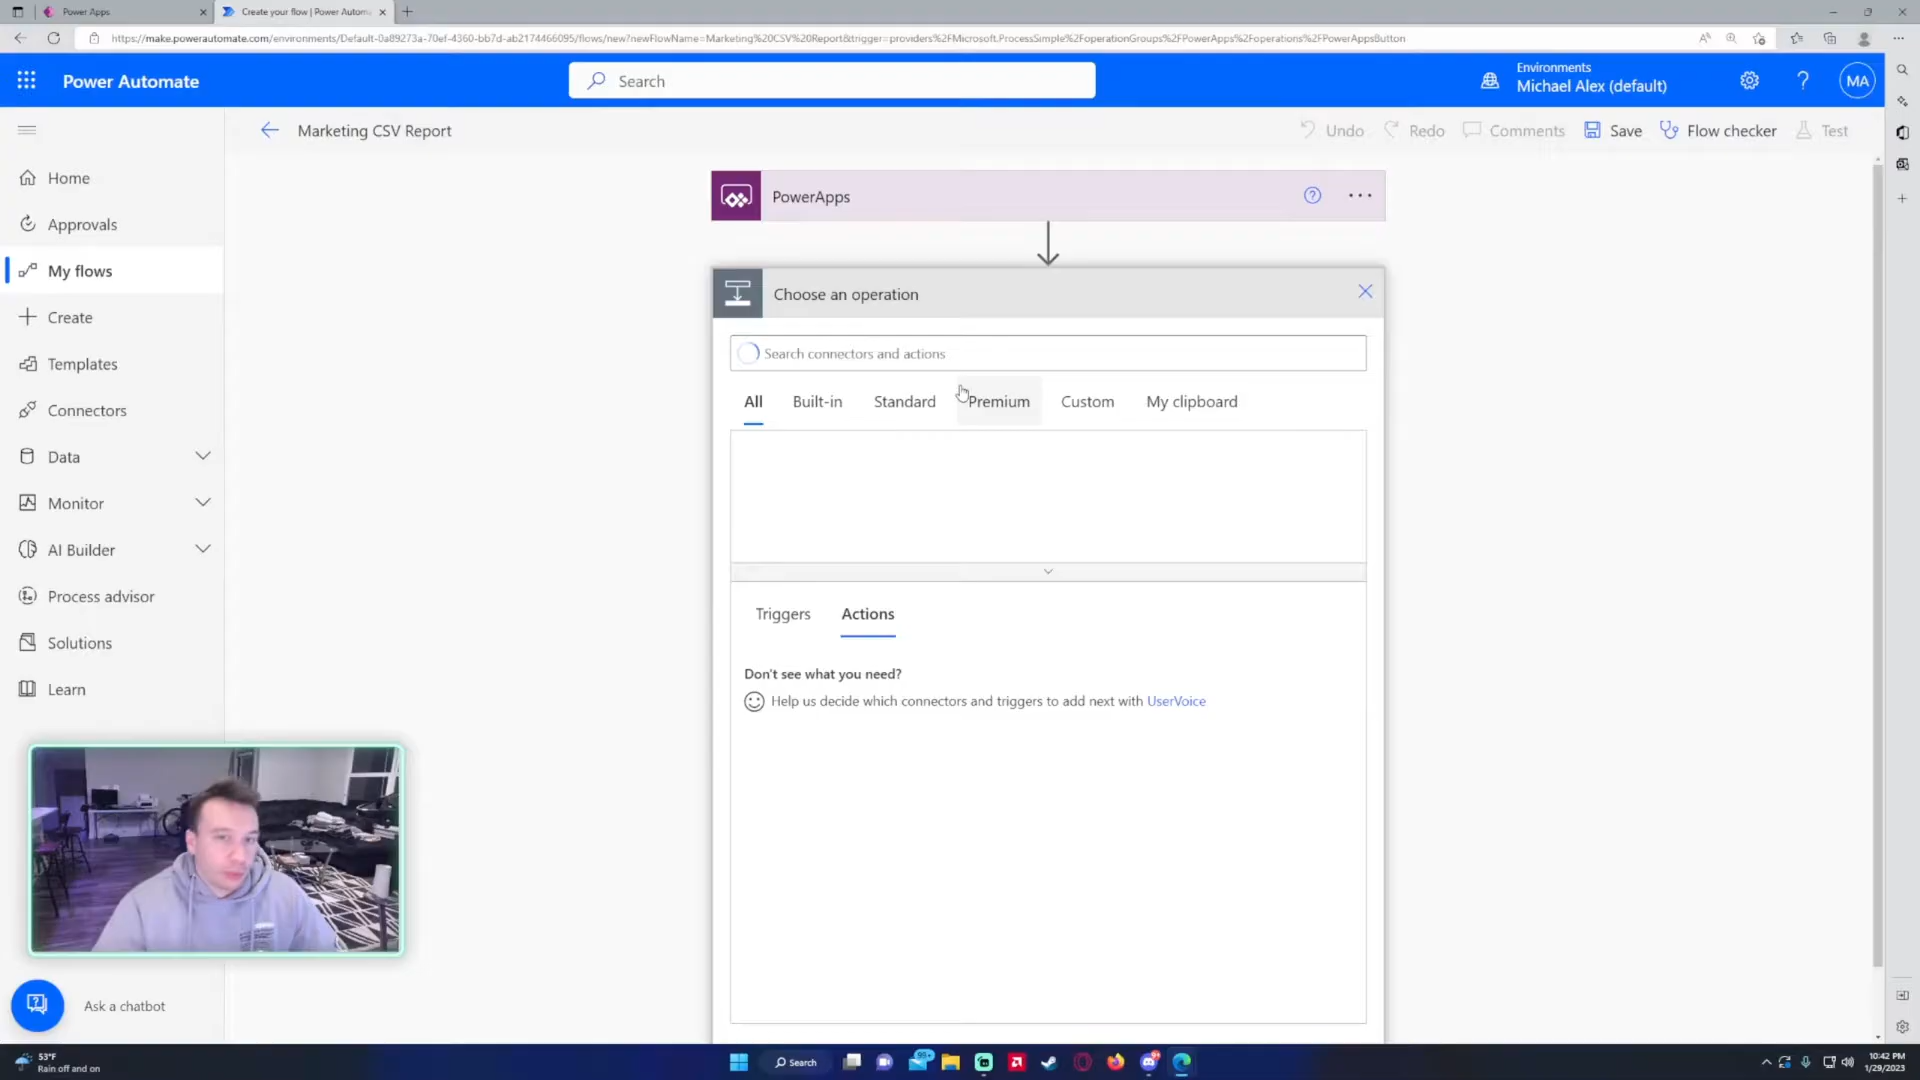 Power Apps
Create your flow | Power Autom
https://make.powerautomate.com/environments/Default-0a89273a-70ef-4360-bb7d-ab2174466095/flows/new?newFlowName=Marketing%20CSV%20Report&trigger=providers%2FMicrosoft.ProcessSimple%2FoperationGroups%2FPowerApps%2Foperations%2FPowerAppsButton
Power Automate
Search
Environments
Michael Alex (default)
MA
Marketing CSV Report
Undo
Redo
Comments
Save
Flow checker
Test
Home
Approvals
My flows
Create
Templates
Connectors
Data
Monitor
AI Builder
Process advisor
Solutions
Learn
Ask a chatbot
PowerApps
Choose an operation
Search connectors and actions
All
Built-in
Standard
Premium
Custom
My clipboard
Triggers
Actions
Don't see what you need?
Help us decide which connectors and triggers to add next with UserVoice
53°F
Rain off and on
Search
99+
10:42 PM
1/29/2023